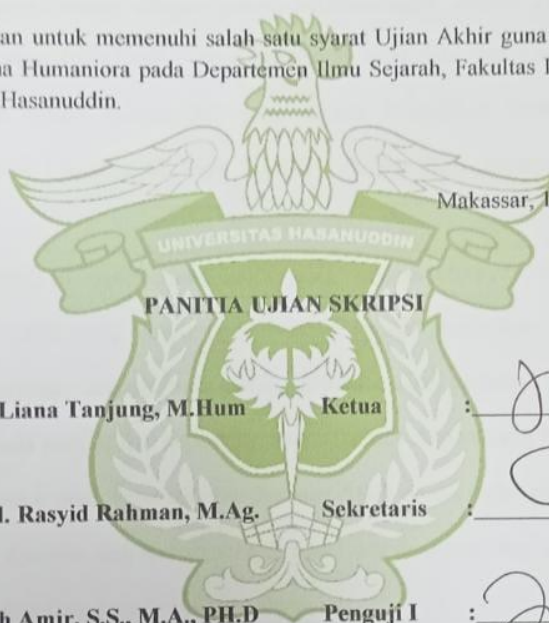 an untuk memenuhi salah satu syarat Ujian Akhir guna
a Humaniora pada Departemen Ilmu Sejarah, Fakultas
Hasanuddin.
Makassar,
UNIVERSITAS HASANUDDIN
PANITIA UJIAN SKRIPSI
Liana Tanjung, M.Hum Ketua :
l. Rasyid Rahman, M.Ag. Sekretaris :
h Amir, S.S., M.A., PH.D Penguji I :